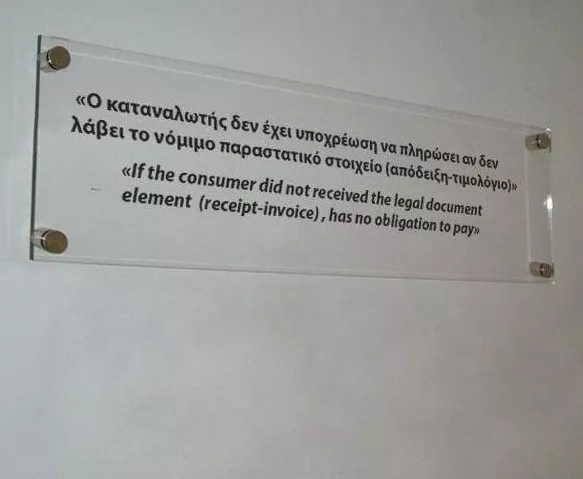 «Ο καταναλωτής δεν έχει υποχρέωση να πληρώσει αν δεν
λάβει το νόμιμο παραστατικό στοιχείο (απόδειξη-τιμολόγιο)»
«If the consumer did not received the legal document
element (receipt-invoice) , has no obligation to pay»